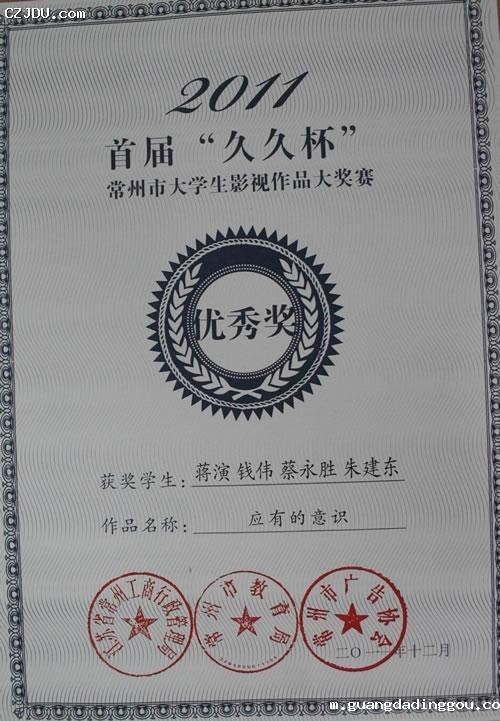 CZJDU.com
2011
首届“久久杯”
常州市大学生影视作品大奖赛
优秀奖
获奖学生：蒋演 钱伟 蔡永胜 朱建东
作品名称：应有的意识
江苏省常州工商行政管理局
常州市教育局
常州市广告协会
二〇一一年十二月
m.guangdadinggou.co